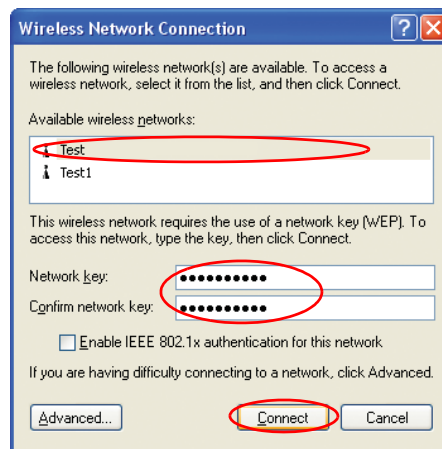 Wireless Network Connection
The following wireless network(s) are available. To access a
wireless network, select it from the list, and then click Connect.
Available wireless networks:
Test
Test1
This wireless network requires the use of a network key (WEP). To
access this network, type the key, then click Connect.
Network key: ●●●●●●●●●●
Confirm network key: ●●●●●●●●●●
Enable IEEE 802.1x authentication for this network
If you are having difficulty connecting to a network, click Advanced.
Advanced... Connect Cancel